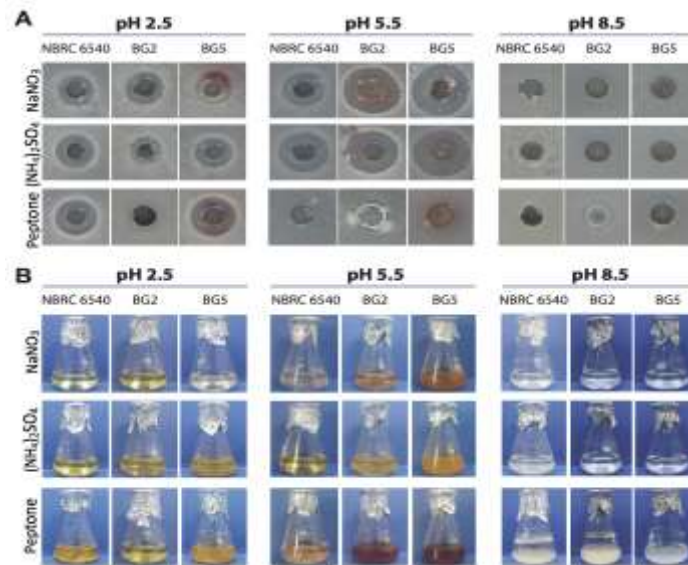 A
pH 2.5 pH 5.5 pH 8.5
NBRC 6540 BG2 BG5 NBRC 6540 BG2 BG5 NBRC 6540 BG2 BG5
NaNO₃
(NH₄)₂SO₄
Peptone
B
pH 2.5 pH 5.5 pH 8.5
NBRC 6540 BG2 BG5 NBRC 6540 BG2 BG5 NBRC 6540 BG2 BG5
NaNO₃
(NH₄)₂SO₄
Peptone